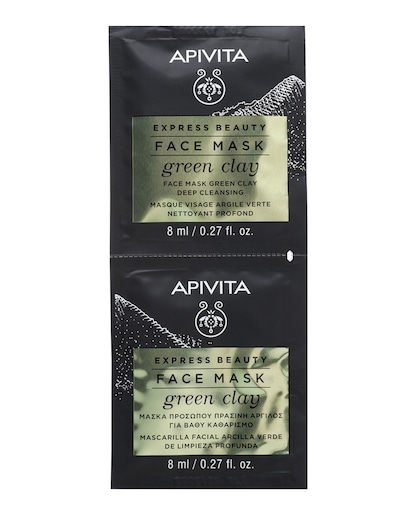 APIVITA
EXPRESS BEAUTY
FACE MASK
green clay
FACE MASK GREEN CLAY
DEEP CLEANSING
MASQUE VISAGE ARGILE VERTE
NETTOYANT PROFOND
8 ml / 0.27 fl. oz.
APIVITA
EXPRESS BEAUTY
FACE MASK
green clay
ΜΑΣΚΑ ΠΡΟΣΩΠΟΥ ΠΡΑΣΙΝΗ ΑΡΓΙΛΟΣ
ΓΙΑ ΒΑΘΥ ΚΑΘΑΡΙΣΜΟ
MASCARILLA FACIAL ARCILLA VERDE
DE LIMPIEZA PROFUNDA
8 ml / 0.27 fl. oz.